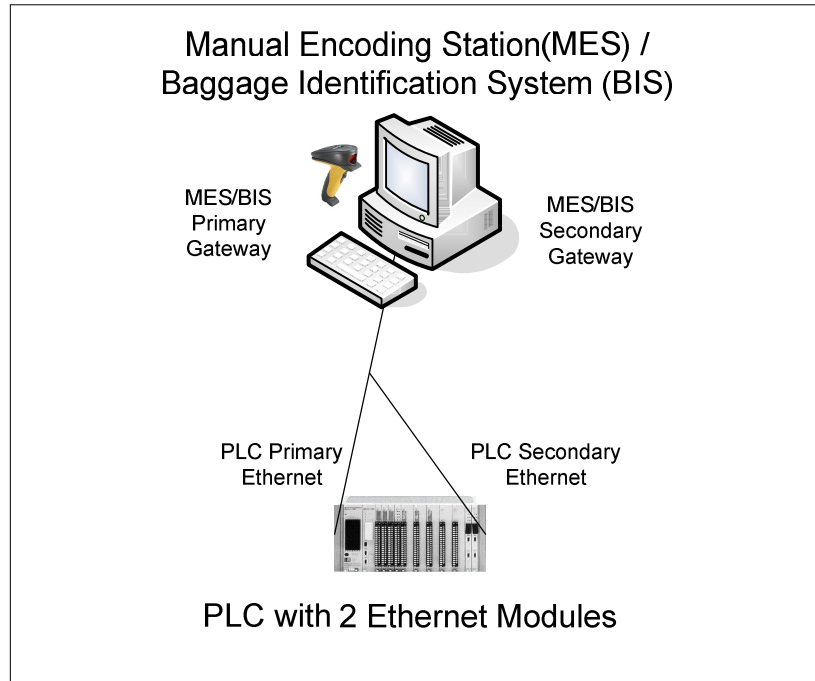 Manual Encoding Station(MES) /
Baggage Identification System (BIS)
MES/BIS
Primary
Gateway
MES/BIS
Secondary
Gateway
PLC Primary
Ethernet
PLC Secondary
Ethernet
PLC with 2 Ethernet Modules